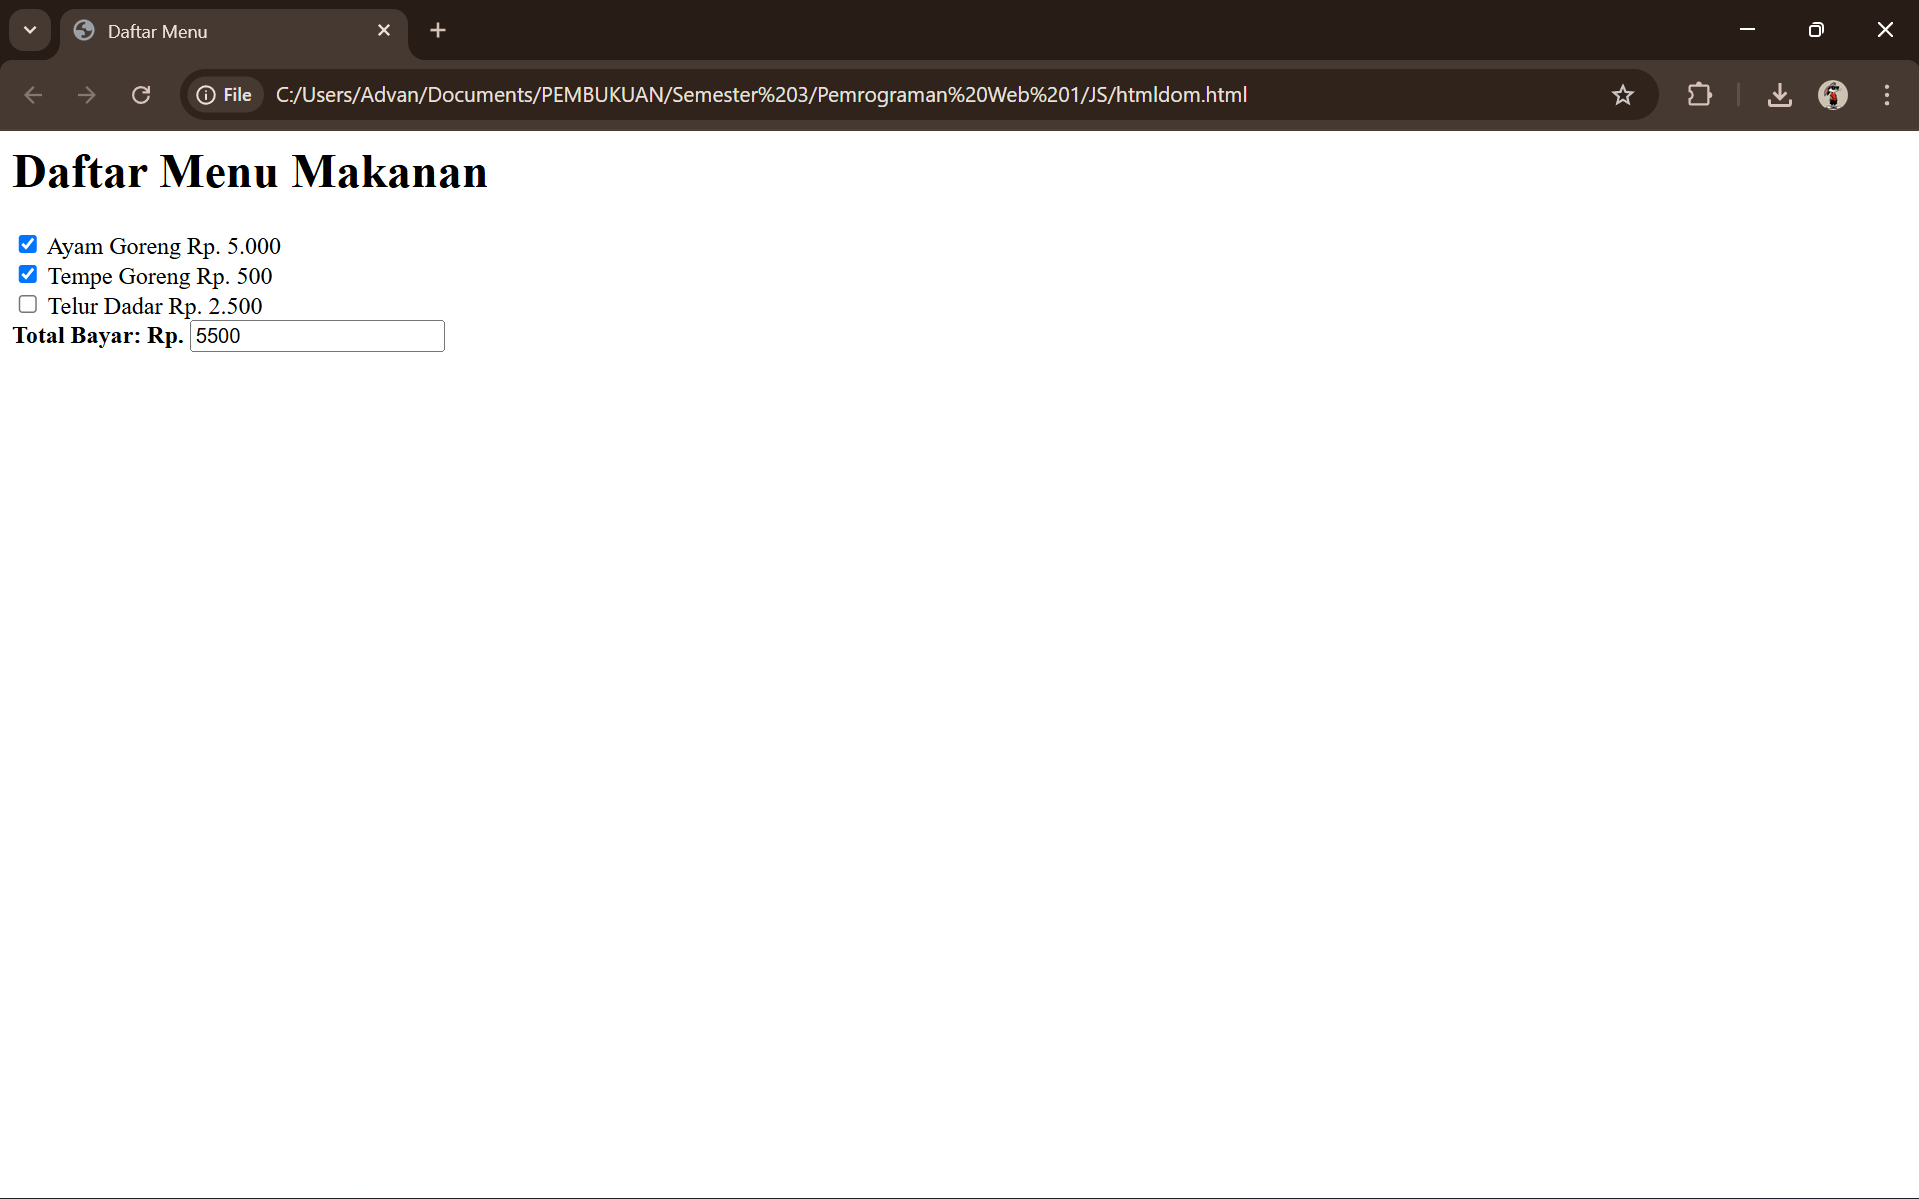 Daftar Menu
File C:/Users/Advan/Documents/PEMBUKUAN/Semester%203/Pemrograman%20Web%201/JS/htmldom.html
Daftar Menu Makanan
Ayam Goreng Rp. 5.000
Tempe Goreng Rp. 500
Telur Dadar Rp. 2.500
Total Bayar: Rp. 5500